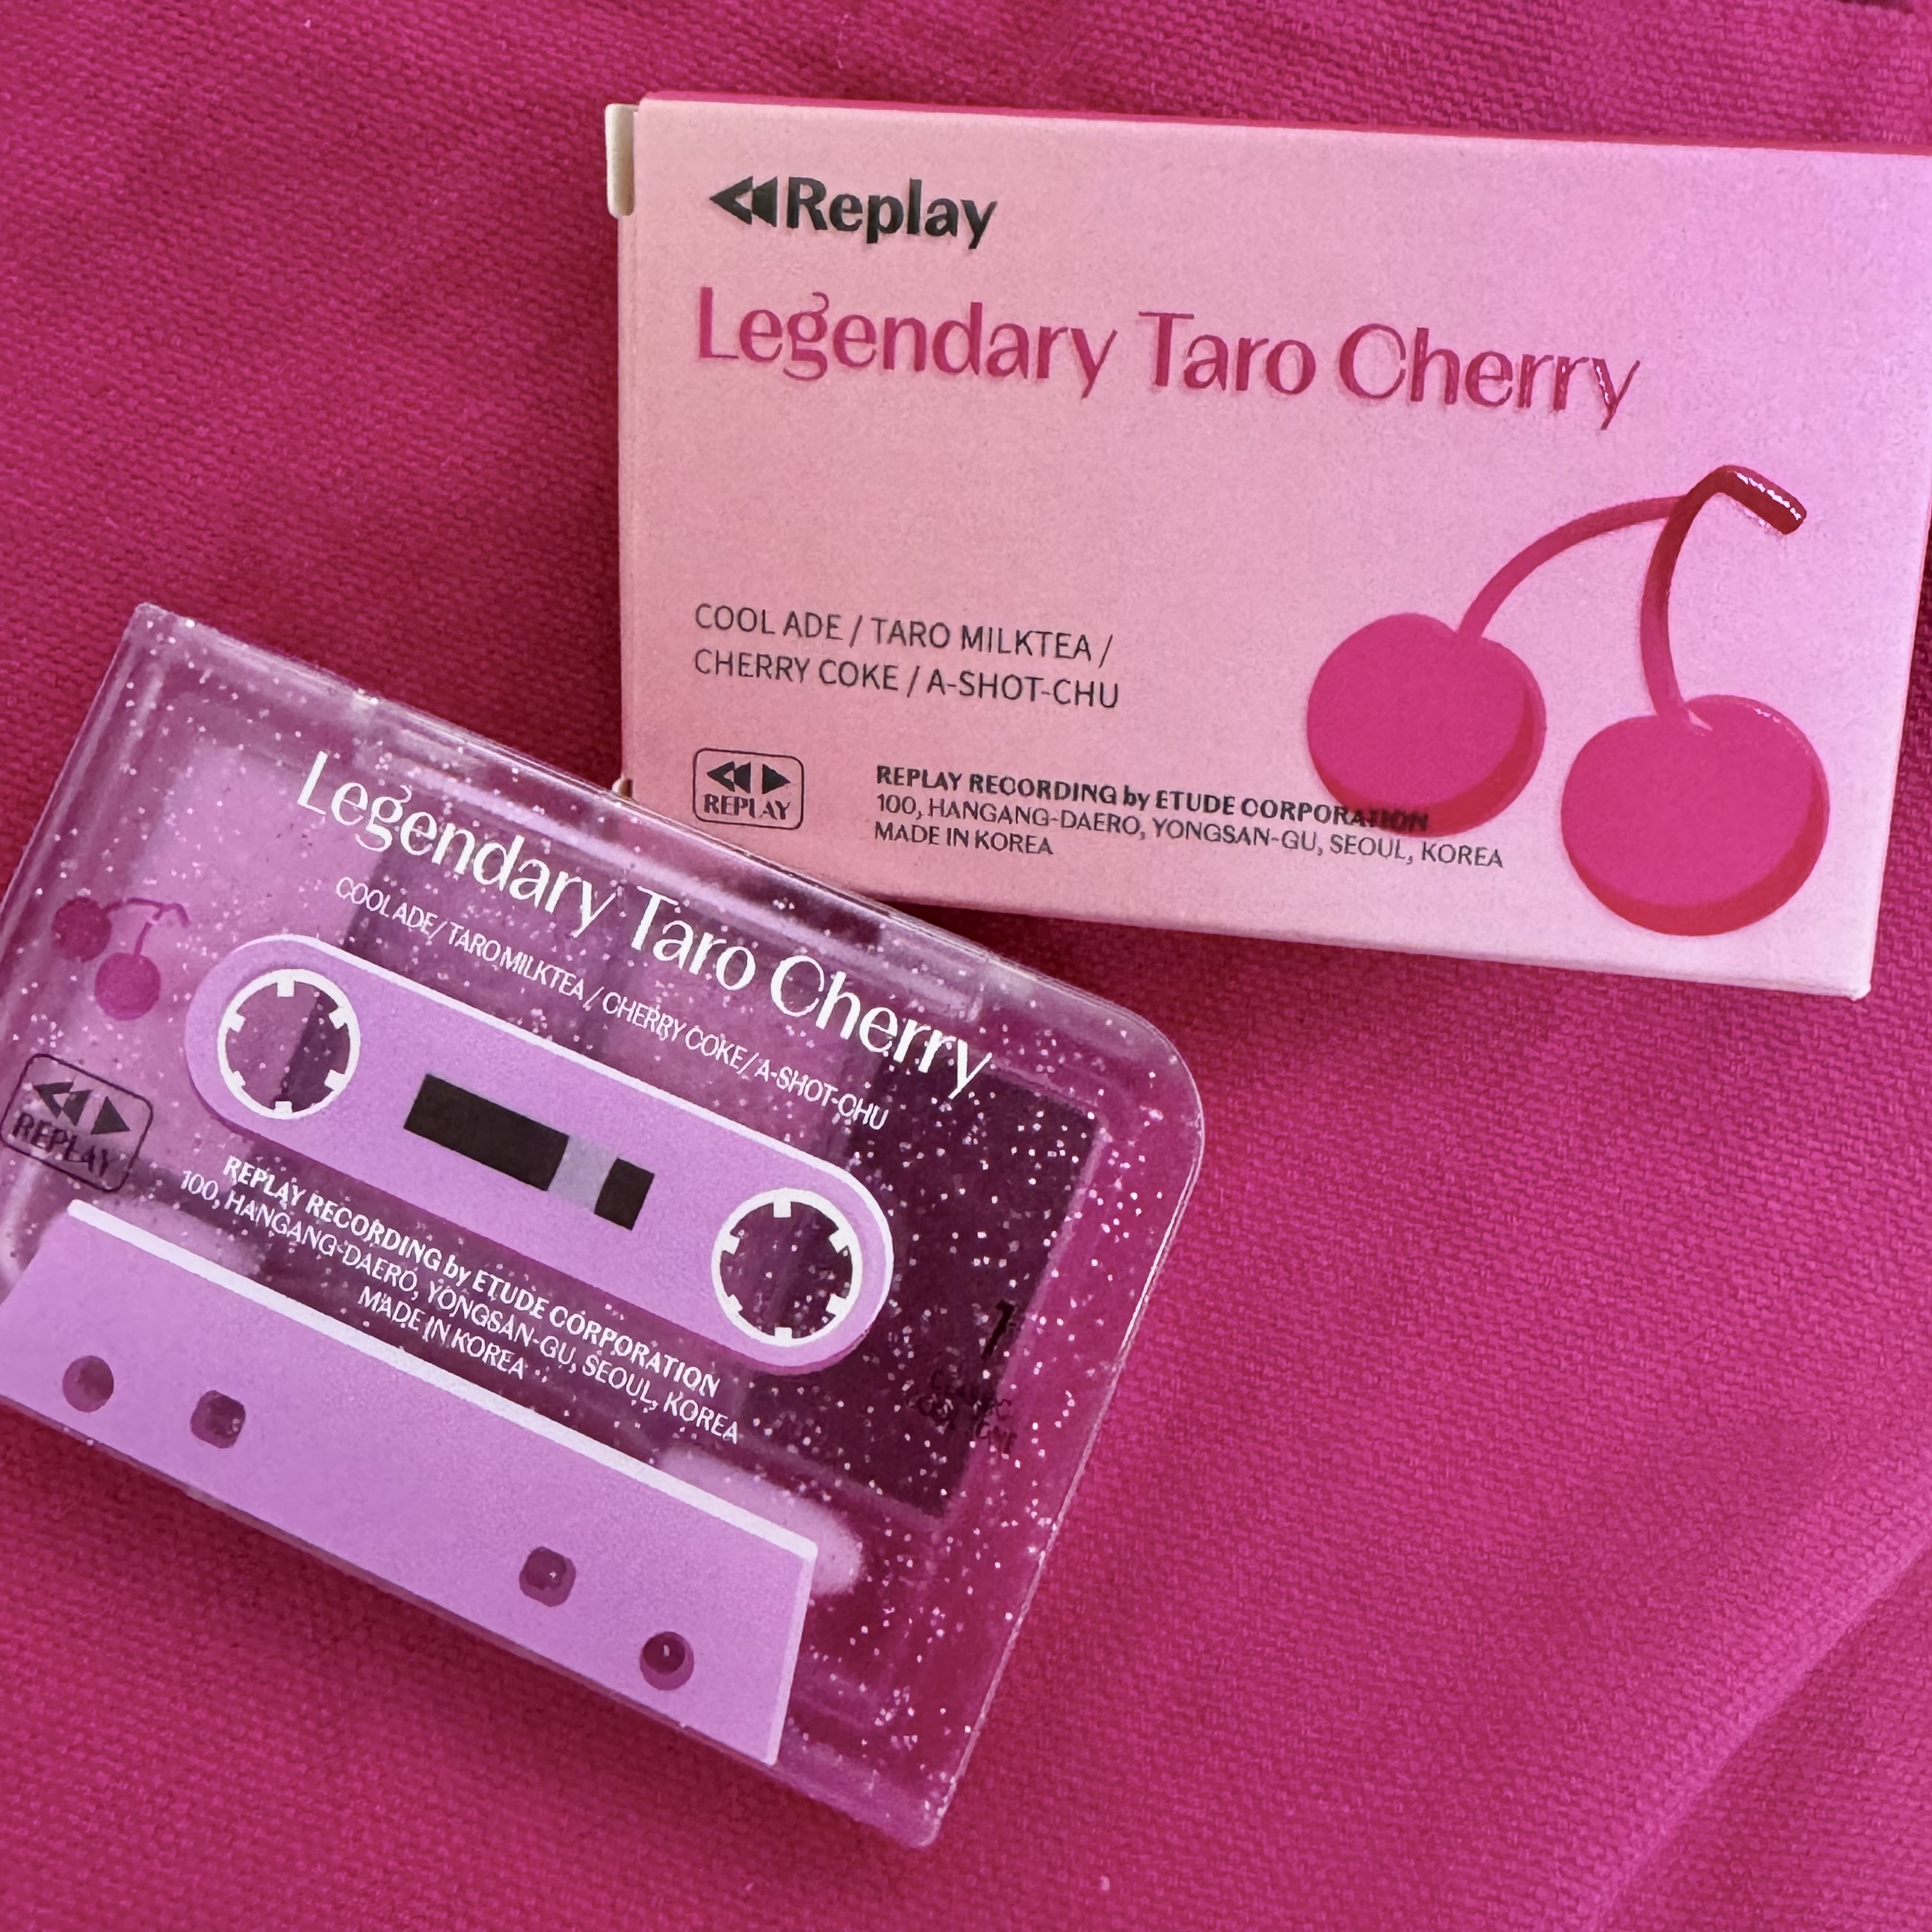 Replay
Legendary Taro Cherry
COOL ADE / TARO MILKTEA /
CHERRY COKE / A-SHOT-CHU
REPLAY
REPLAY RECORDING by ETUDE CORPORATION
100, HANGANG-DAERO, YONGSAN-GU, SEOUL, KOREA
MADE IN KOREA
Legendary Taro Cherry
COOL ADE / TARO MILKTEA / CHERRY COKE / A-SHOT-CHU
REPLAY
REPLAY RECORDING by ETUDE CORPORATION
100, HANGANG-DAERO, YONGSAN-GU, SEOUL, KOREA
MADE IN KOREA